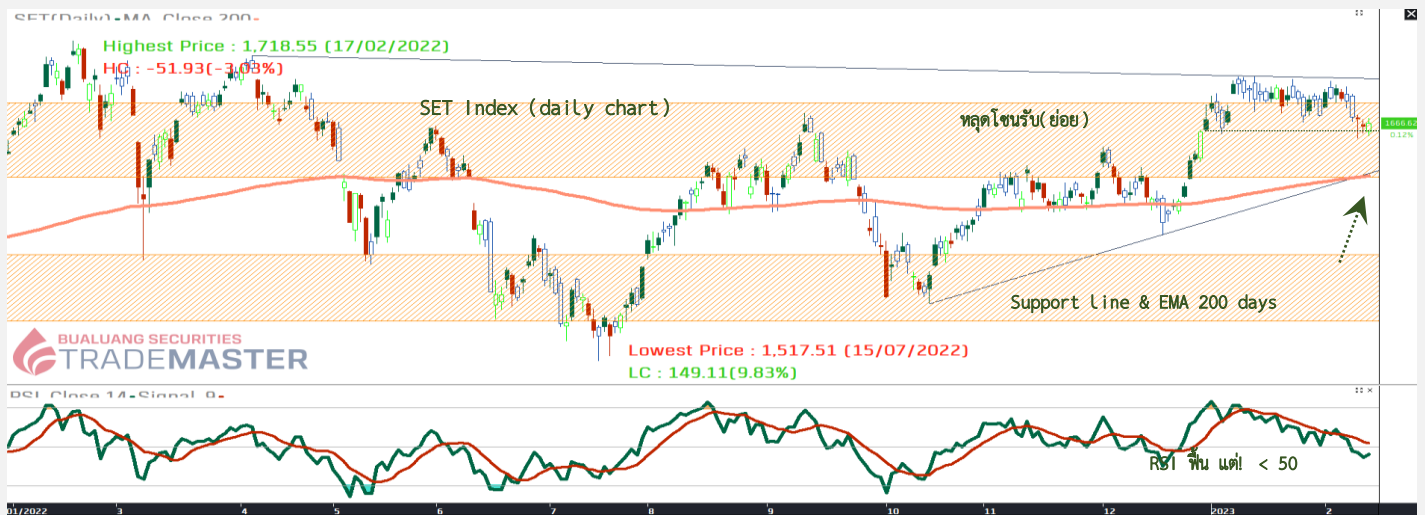 SET(Daily) MA Close 200
Highest Price : 1,718.55 (17/02/2022)
HC : -51.93(-3.03%)
SET Index (daily chart)
หลุดโซนรับ(ย่อย)
1666.62
0.12%
Support line & EMA 200 days
BUALUANG SECURITIES
TRADEMASTER
Lowest Price : 1,517.51 (15/07/2022)
LC : 149.11(9.83%)
RSI Close 14 Signal 9
RSI ฟื้น แต่! < 50
01/2022 3 4 5 6 7 8 9 10 11 12 2023 2